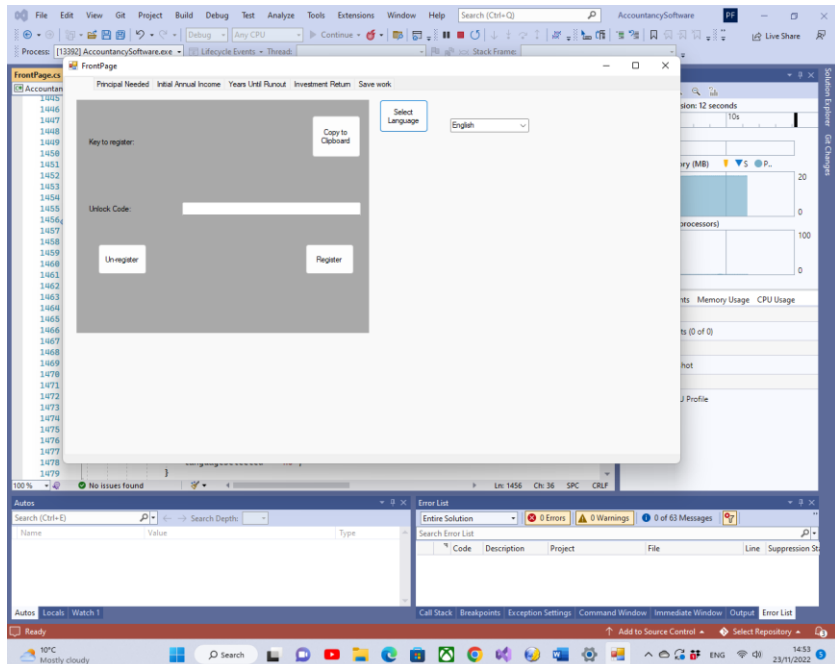 File Edit View Git Project Build Debug Test Analyze Tools Extensions Window Help Search (Ctrl+Q) AccountancySoftware PF
Debug Any CPU Continue Live Share
Process: [13392] AccountancySoftware.exe Lifecycle Events Thread: Stack Frame:
FrontPage.cs
FrontPage
Accountan
Principal Needed Initial Annual Income Years Until Runout Investment Return Save work
Key to register:
Copy to
Clipboard
Select
Language
English
Unlock Code:
Un-register
Register
1445
1446
1447
1448
1449
1450
1451
1452
1453
1454
1455
1456
1457
1458
1459
1460
1461
1462
1463
1464
1465
1466
1467
1468
1469
1470
1471
1472
1473
1474
1475
1476
1477
1478
1479 }
sion: 12 seconds
10s
ory (MB) S P...
20
0
processors)
100
0
nts Memory Usage CPU Usage
ts (0 of 0)
hot
U Profile
Solution Explorer
Git Changes
100 % No issues found Ln: 1456 Ch: 36 SPC CRLF
Autos
Search (Ctrl+E) Search Depth:
Name Value Type
Autos Locals Watch 1
Error List
Entire Solution 0 Errors 0 Warnings 0 of 63 Messages
Search Error List
Code Description Project File Line Suppression St
Call Stack Breakpoints Exception Settings Command Window Immediate Window Output Error List
Ready Add to Source Control Select Repository
10°C
Mostly cloudy
Search
ENG
14:53
23/11/2022